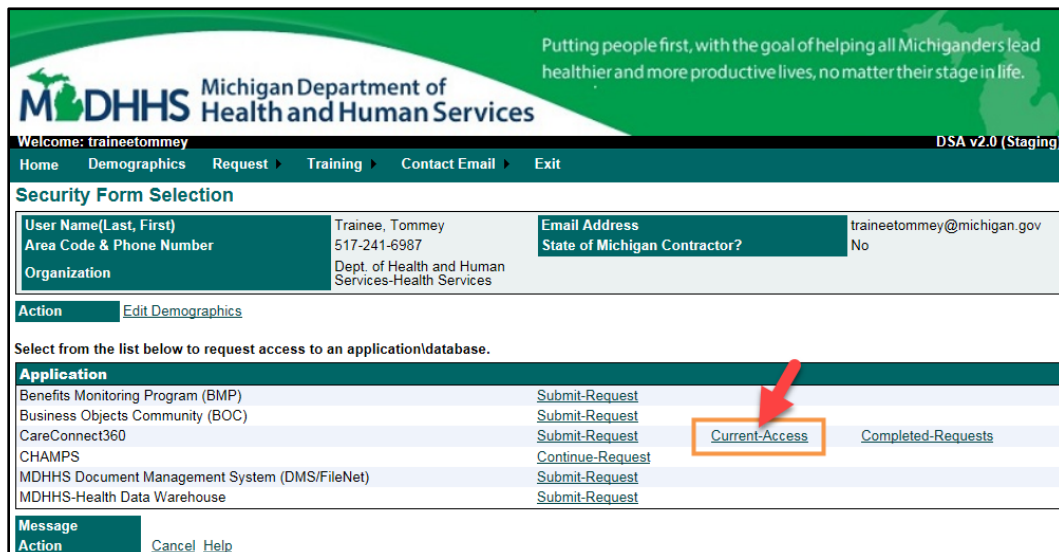 Putting people first, with the goal of helping all Michiganders lead
healthier and more productive lives, no matter their stage in life.
MDHHS Michigan Department of
Health and Human Services
Welcome: traineetommey DSA v2.0 (Staging)
Home Demographics Request Training Contact Email Exit
Security Form Selection
User Name(Last, First) Trainee, Tommey Email Address traineetommey@michigan.gov
Area Code & Phone Number 517-241-6987 State of Michigan Contractor? No
Organization Dept. of Health and Human
Services-Health Services
Action Edit Demographics
Select from the list below to request access to an application\database.
Application
Benefits Monitoring Program (BMP) Submit-Request
Business Objects Community (BOC) Submit-Request
CareConnect360 Submit-Request Current-Access Completed-Requests
CHAMPS Continue-Request
MDHHS Document Management System (DMS/FileNet) Submit-Request
MDHHS-Health Data Warehouse Submit-Request
Message
Action Cancel Help